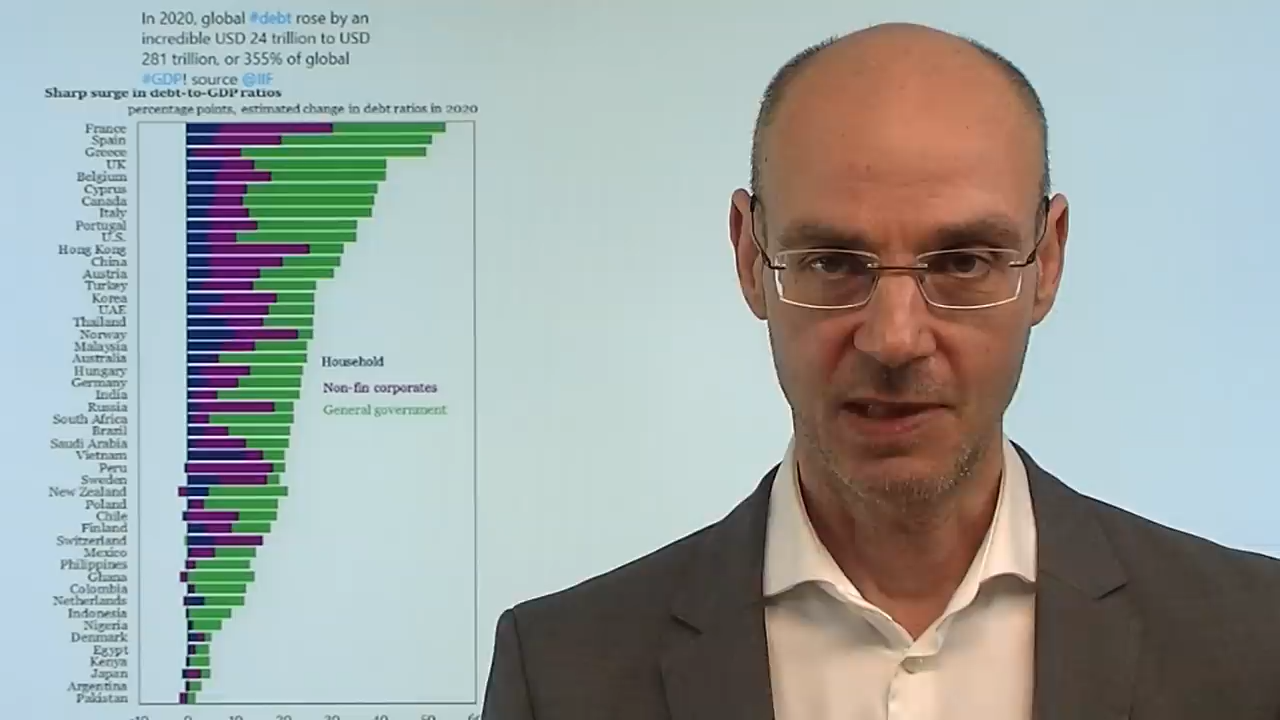 In 2020, global #debt rose by an
incredible USD 24 trillion to USD
281 trillion, or 355% of global
#GDP! source @IIF
Sharp surge in debt-to-GDP ratios
percentage points, estimated change in debt ratios in 2020
France
Spain
Greece
UK
Belgium
Cyprus
Canada
Italy
Portugal
U.S.
Hong Kong
China
Austria
Turkey
Korea
UAE
Thailand
Norway
Malaysia
Australia
Household
Hungary
Germany
Non-fin corporates
India
Russia
General government
South Africa
Brazil
Saudi Arabia
Vietnam
Peru
Sweden
New Zealand
Poland
Chile
Finland
Switzerland
Mexico
Philippines
Ghana
Colombia
Netherlands
Indonesia
Nigeria
Denmark
Egypt
Kenya
Japan
Argentina
Pakistan
-10 0 10 20 30 40 50 60